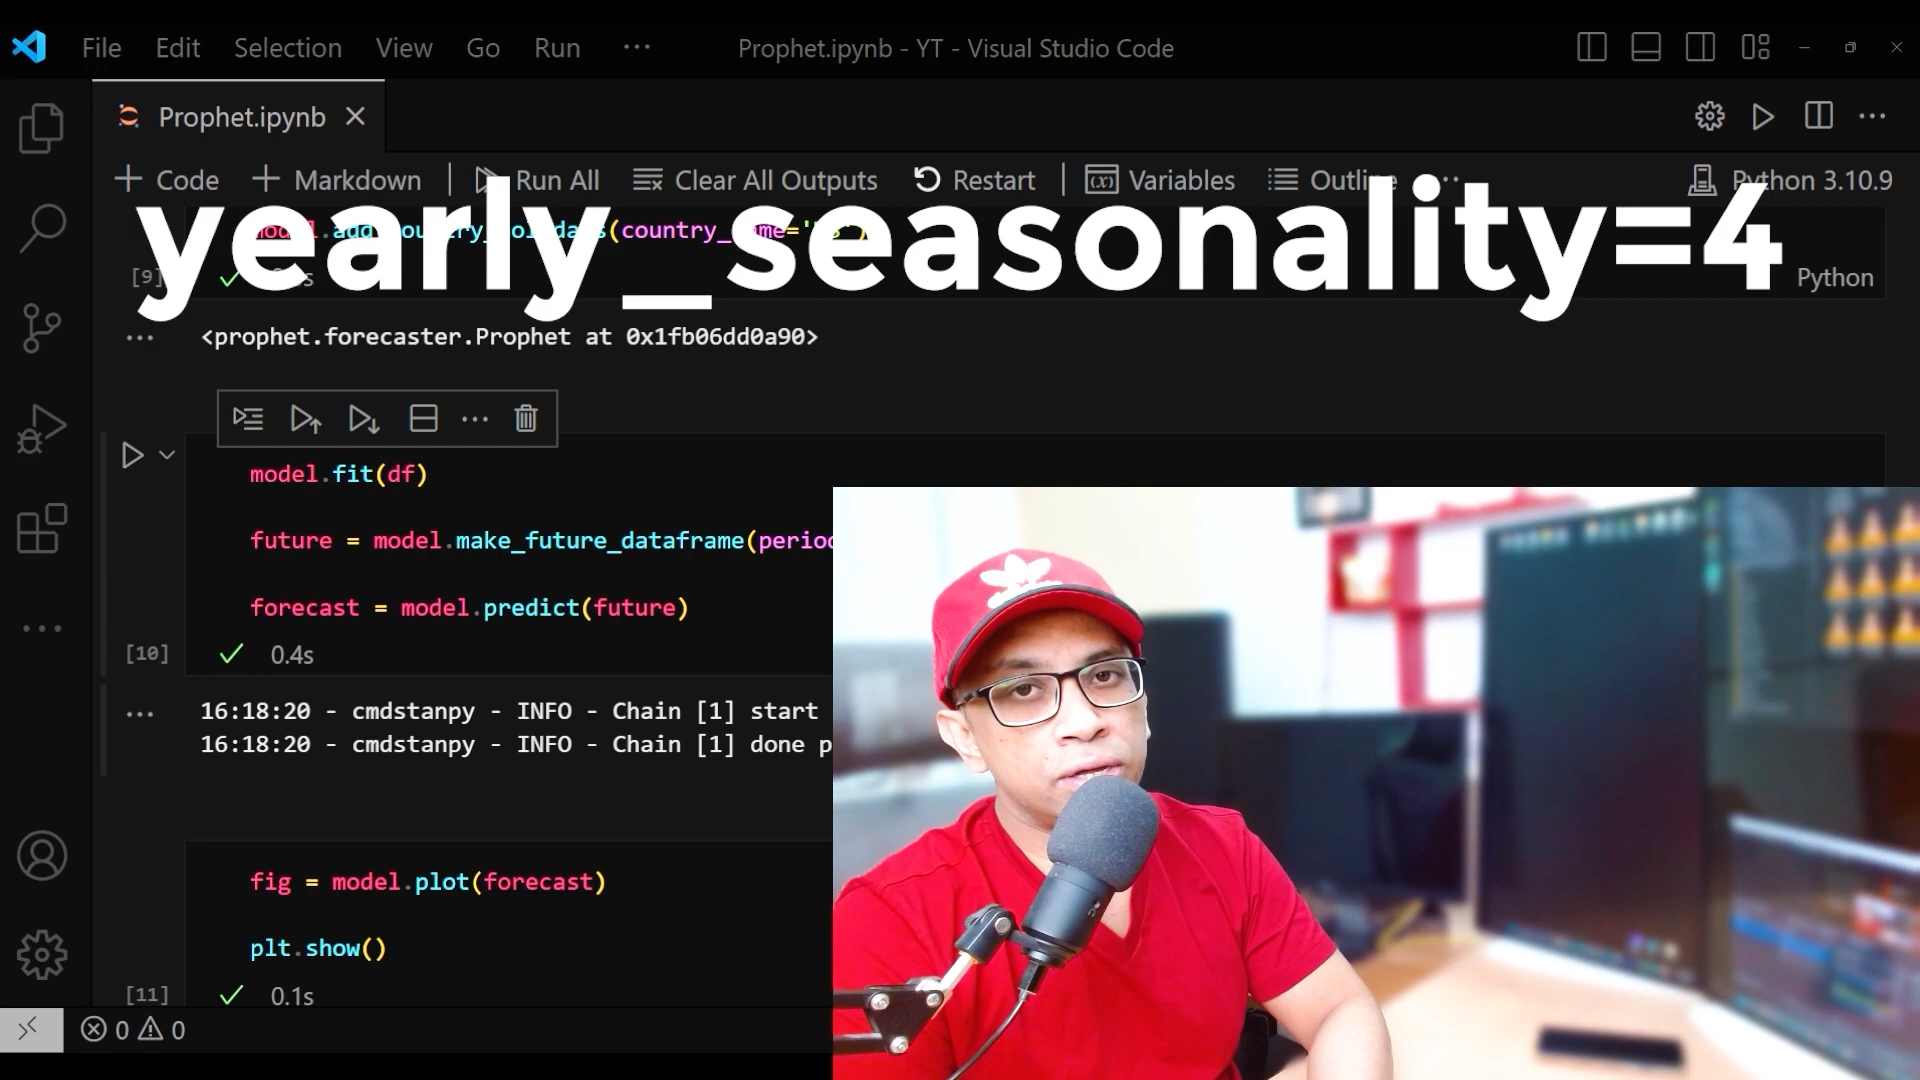 File Edit Selection View Go Run ··· Prophet.ipynb - YT - Visual Studio Code
Prophet.ipynb
Code Markdown Run All Clear All Outputs Restart Variables Outline ··· Python 3.10.9
yearly_seasonality=4
[9]
Python
<prophet.forecaster.Prophet at 0x1fb06dd0a90>
model.fit(df)
future = model.make_future_dataframe(
forecast = model.predict(future)
[10] 0.4s
16:18:20 - cmdstanpy - INFO - Chain [1] start
16:18:20 - cmdstanpy - INFO - Chain [1] done
fig = model.plot(forecast)
plt.show()
[11] 0.1s
0 0